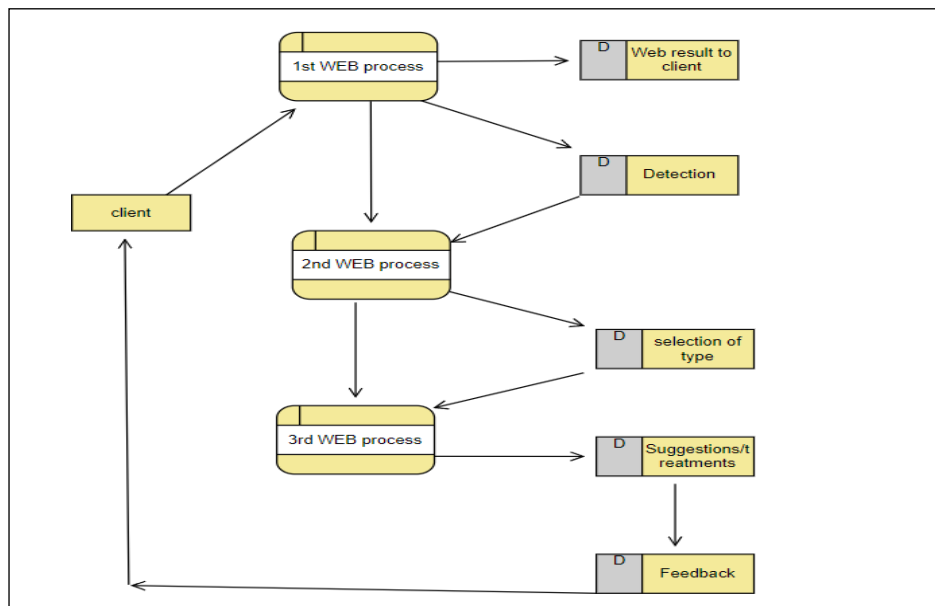 1st WEB process
D
Web result to
client
D
Detection
client
2nd WEB process
D
selection of
type
3rd WEB process
D
Suggestions/t
reatments
D
Feedback